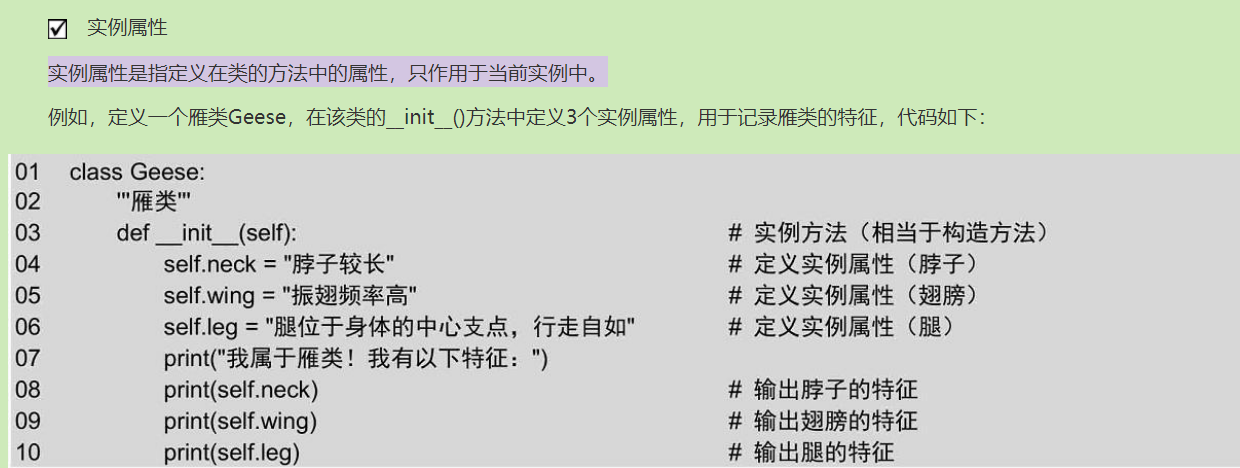 实例属性
实例属性是指定义在类的方法中的属性，只作用于当前实例中。
例如，定义一个雁类Geese，在该类的__init__()方法中定义3个实例属性，用于记录雁类的特征，代码如下：
01 class Geese:
02 '''雁类'''
03 def __init__(self): # 实例方法（相当于构造方法）
04 self.neck = "脖子较长" # 定义实例属性（脖子）
05 self.wing = "振翅频率高" # 定义实例属性（翅膀）
06 self.leg = "腿位于身体的中心支点，行走自如" # 定义实例属性（腿）
07 print("我属于雁类！我有以下特征：")
08 print(self.neck) # 输出脖子的特征
09 print(self.wing) # 输出翅膀的特征
10 print(self.leg) # 输出腿的特征